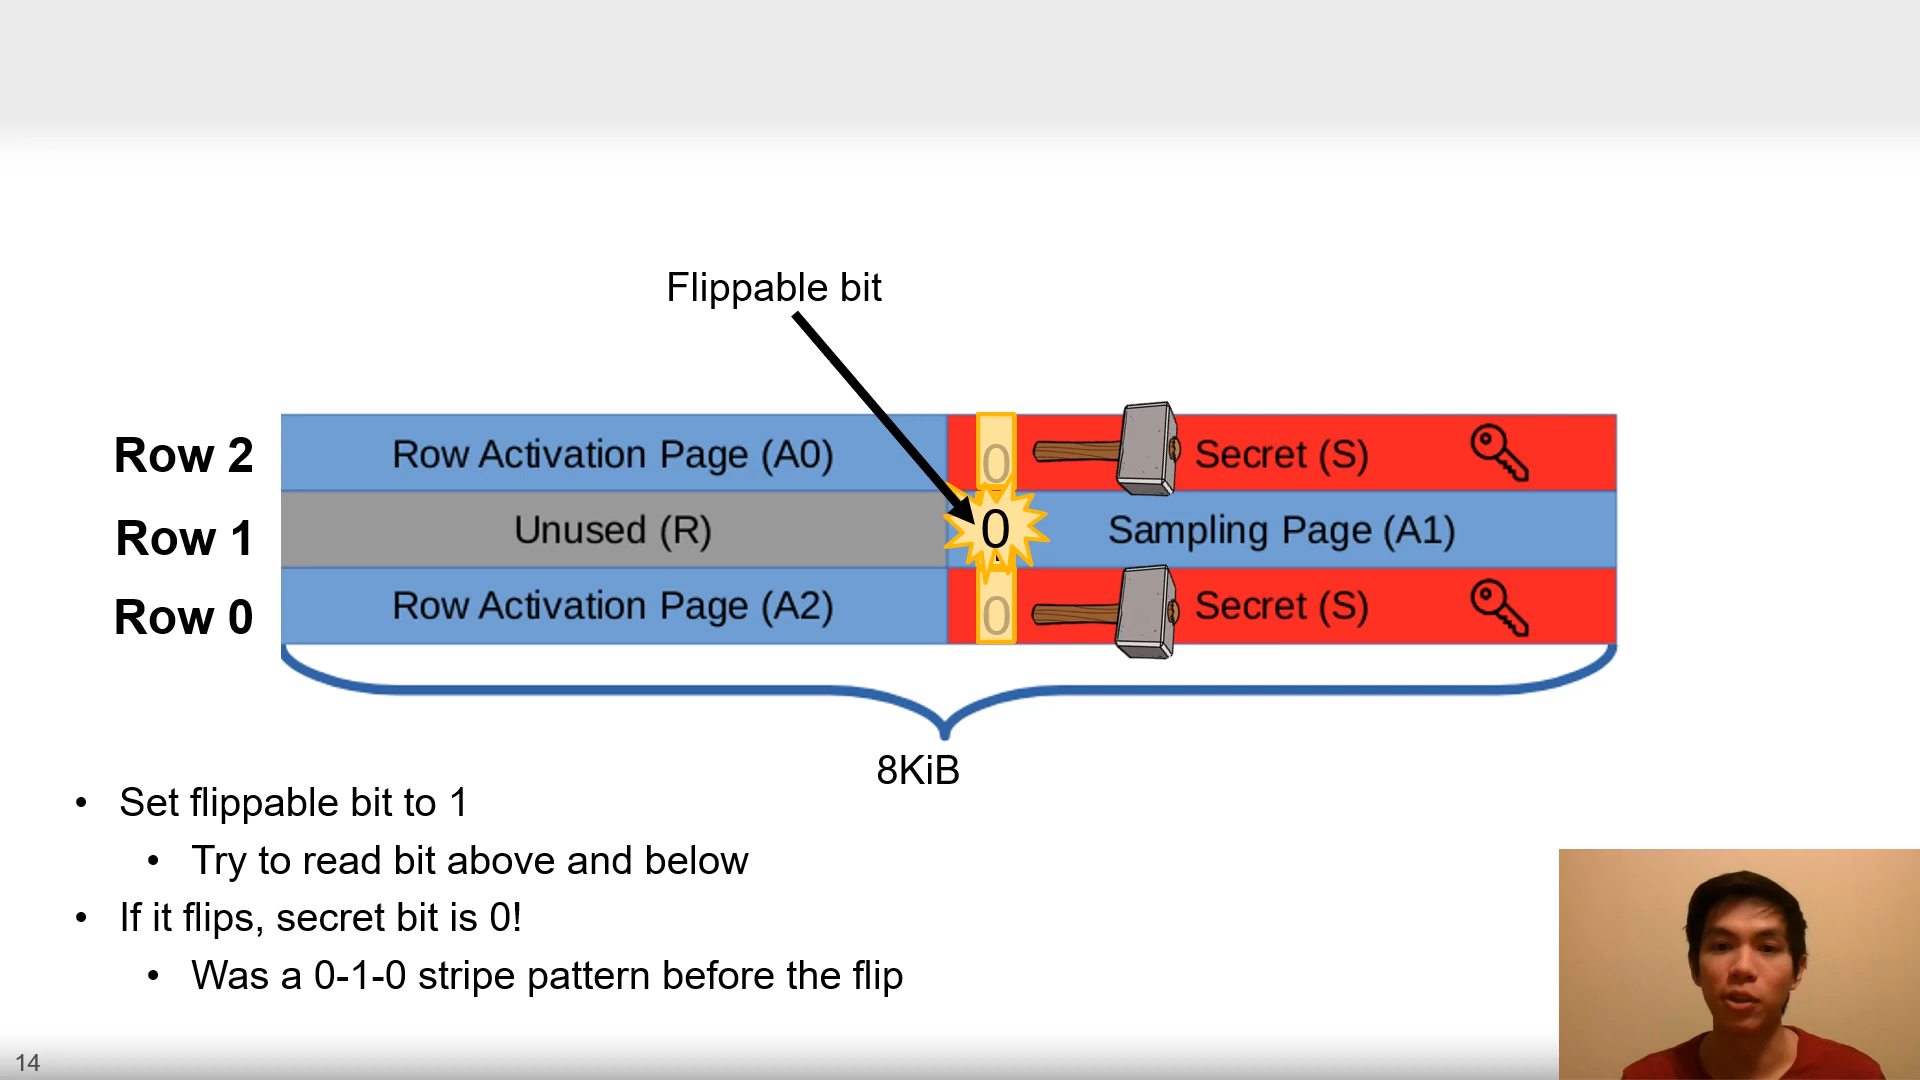 Flippable bit
Row 2 Row Activation Page (A0) 0 Secret (S)
Row 1 Unused (R) 0 Sampling Page (A1)
Row 0 Row Activation Page (A2) 0 Secret (S)
8KiB
• Set flippable bit to 1
• Try to read bit above and below
• If it flips, secret bit is 0!
• Was a 0-1-0 stripe pattern before the flip
14